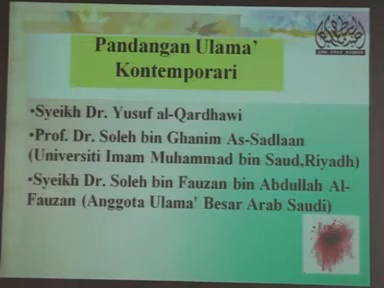 Pandangan Ulama'
Kontemporari
•Syeikh Dr. Yusuf al-Qardhawi
•Prof. Dr. Soleh bin Ghanim As-Sadlaan
(Universiti Imam Muhammad bin Saud,Riyadh)
•Syeikh Dr. Soleh bin Fauzan bin Abdullah Al-
Fauzan (Anggota Ulama' Besar Arab Saudi)